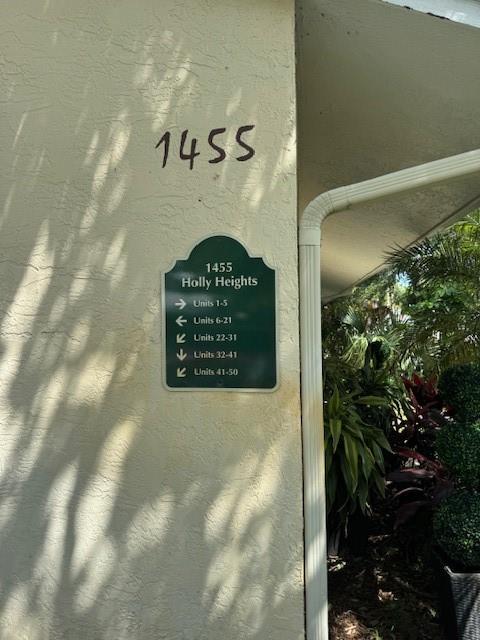 1455
1455
Holly Heights
→ Units 1-5
← Units 6-21
↙ Units 22-31
↓ Units 32-41
↙ Units 41-50